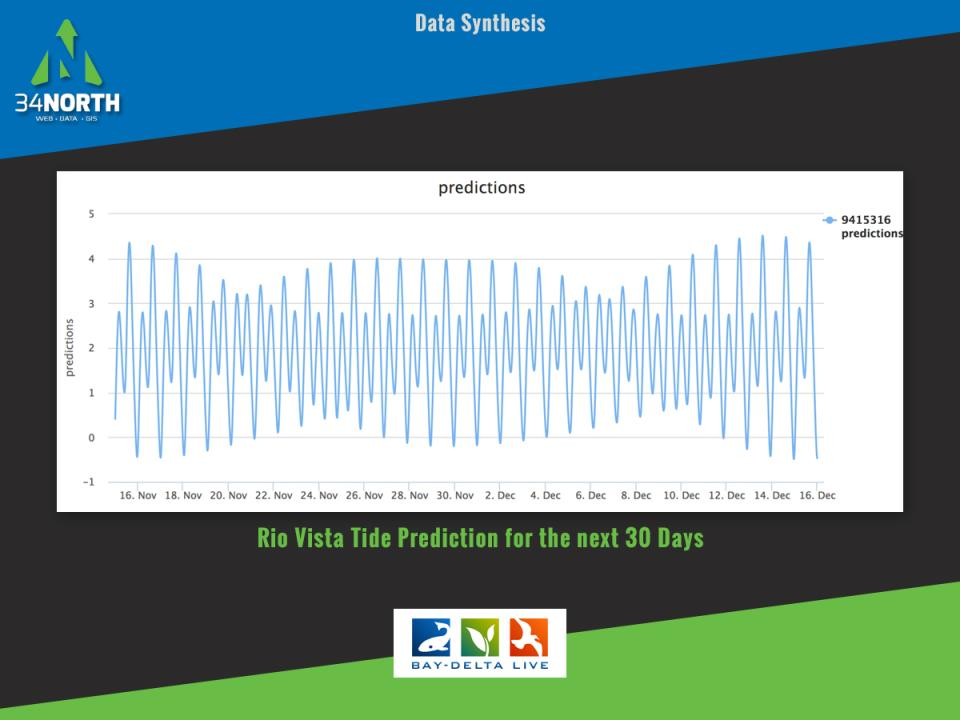 Data Synthesis
34NORTH
WEB • DATA • GIS
predictions
5
4
3
2
1
0
−1
predictions
9415316
predictions
16. Nov 18. Nov 20. Nov 22. Nov 24. Nov 26. Nov 28. Nov 30. Nov 2. Dec 4. Dec 6. Dec 8. Dec 10. Dec 12. Dec 14. Dec 16. Dec
Rio Vista Tide Prediction for the next 30 Days
BAY-DELTA LIVE